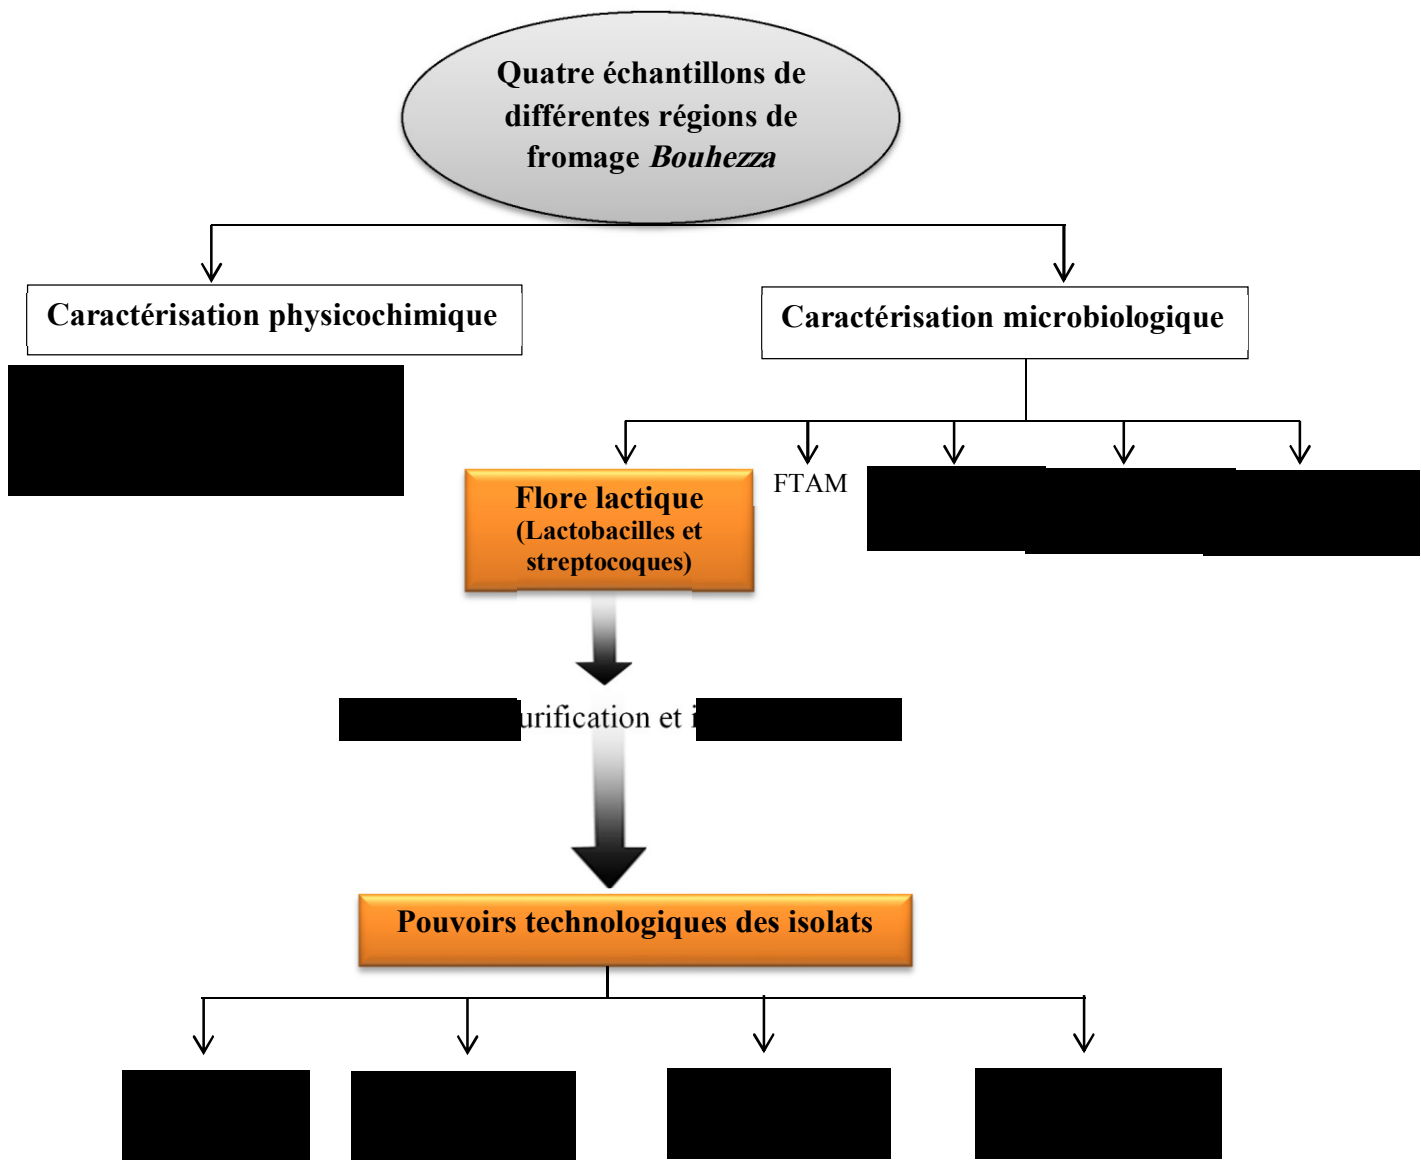 Quatre échantillons de
différentes régions de
fromage Bouhezza
Caractérisation physicochimique
Caractérisation microbiologique
Flore lactique
(Lactobacilles et
streptocoques)
FTAM
urification et i
Pouvoirs technologiques des isolats